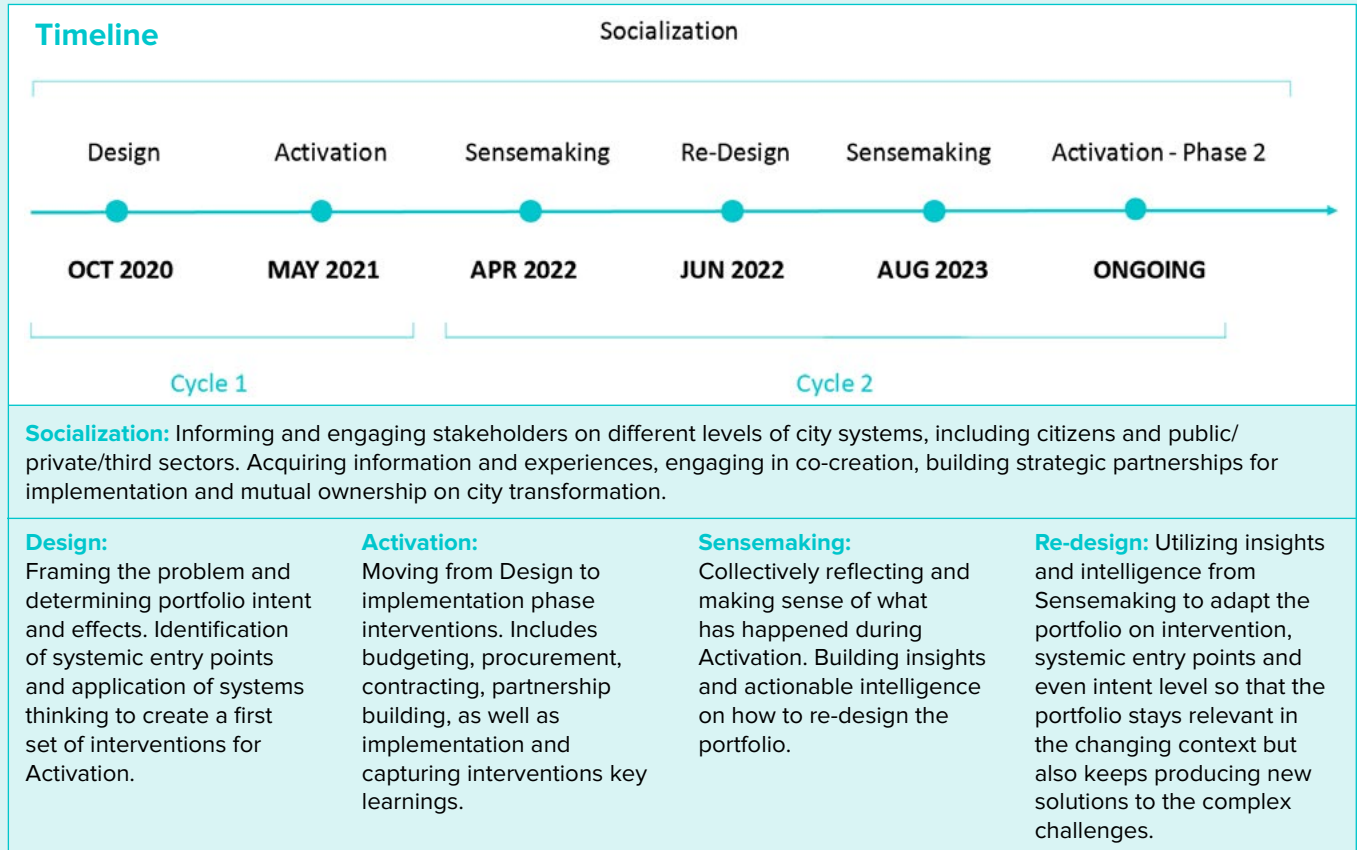 Timeline
Socialization
Design Activation Sensemaking Re-Design Sensemaking Activation - Phase 2
OCT 2020 MAY 2021 APR 2022 JUN 2022 AUG 2023 ONGOING
Cycle 1 Cycle 2
Socialization: Informing and engaging stakeholders on different levels of city systems, including citizens and public/
private/third sectors. Acquiring information and experiences, engaging in co-creation, building strategic partnerships for
implementation and mutual ownership on city transformation.
Design:
Framing the problem and
determining portfolio intent
and effects. Identification
of systemic entry points
and application of systems
thinking to create a first
set of interventions for
Activation.
Activation:
Moving from Design to
implementation phase
interventions. Includes
budgeting, procurement,
contracting, partnership
building, as well as
implementation and
capturing interventions key
learnings.
Sensemaking:
Collectively reflecting and
making sense of what
has happened during
Activation. Building insights
and actionable intelligence
on how to re-design the
portfolio.
Re-design: Utilizing insights
and intelligence from
Sensemaking to adapt the
portfolio on intervention,
systemic entry points and
even intent level so that the
portfolio stays relevant in
the changing context but
also keeps producing new
solutions to the complex
challenges.